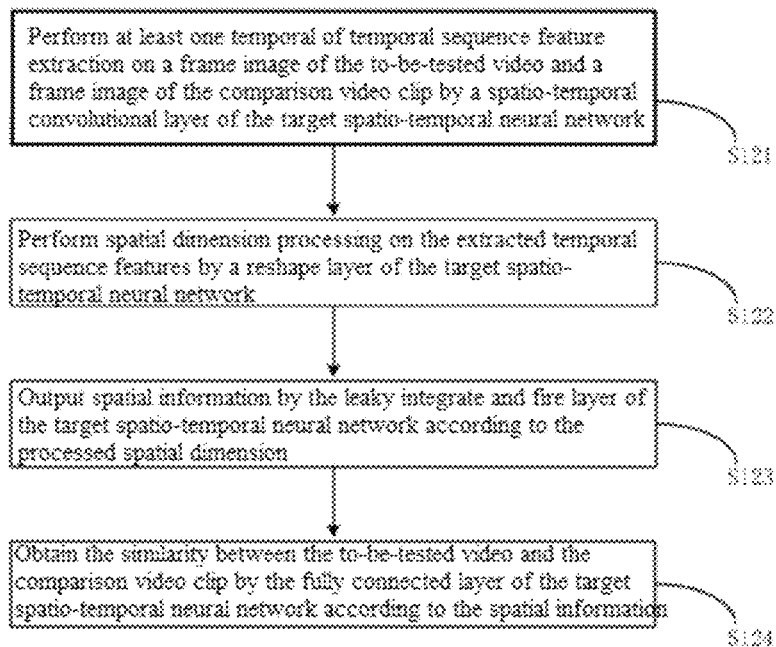 Perform at least one temporal of temporal sequence feature
extraction on a frame image of the to-be-tested video and a
frame image of the comparison video clip by a spatio-temporal
convolutional layer of the target spatio-temporal neural network
S121
Perform spatial dimension processing on the extracted temporal
sequence features by a reshape layer of the target spatio-
temporal neural network
S122
Output spatial information by the leaky integrate and fire layer of
the target spatio-temporal neural network according to the
processed spatial dimension
S123
Obtain the similarity between the to-be-tested video and the
comparison video clip by the fully connected layer of the target
spatio-temporal neural network according to the spatial information
S124